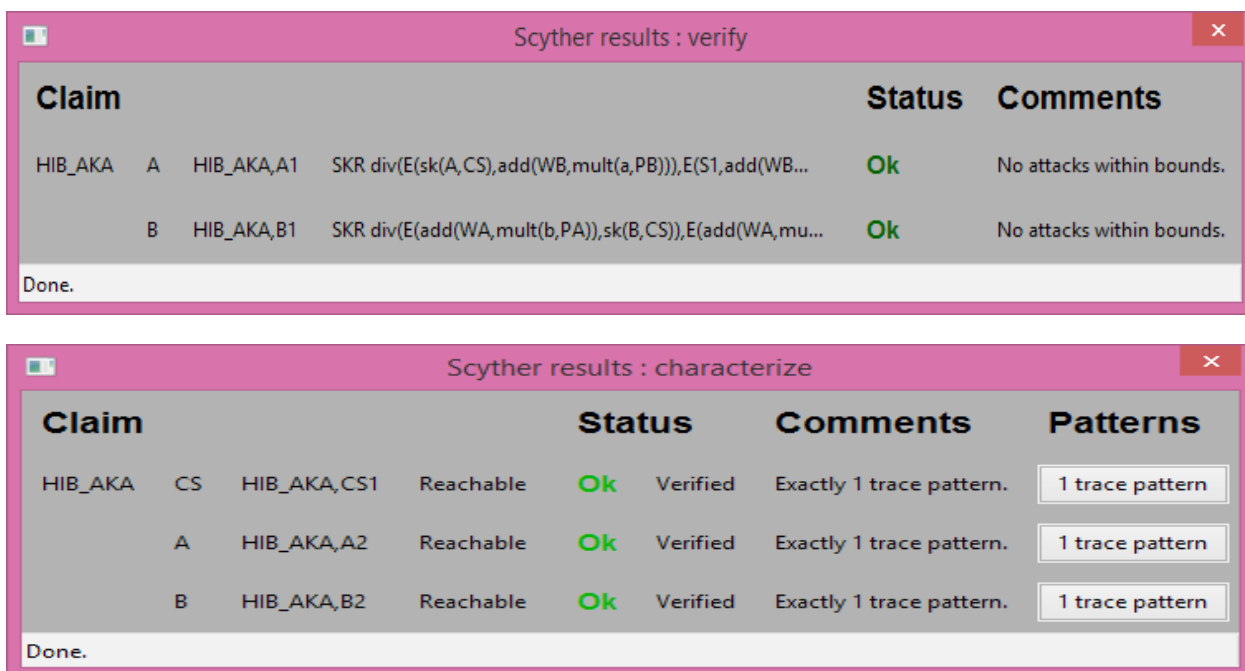 Scyther results : verify
Claim Status Comments
HIB_AKA A HIB_AKA,A1 SKR div(E(sk(A,CS),add(WB,mult(a,PB))),E(S1,add(WB... Ok No attacks within bounds.
B HIB_AKA,B1 SKR div(E(add(WA,mult(b,PA)),sk(B,CS)),E(add(WA,mu... Ok No attacks within bounds.
Done.
Scyther results : characterize
Claim Status Comments Patterns
HIB_AKA CS HIB_AKA,CS1 Reachable Ok Verified Exactly 1 trace pattern. 1 trace pattern
A HIB_AKA,A2 Reachable Ok Verified Exactly 1 trace pattern. 1 trace pattern
B HIB_AKA,B2 Reachable Ok Verified Exactly 1 trace pattern. 1 trace pattern
Done.